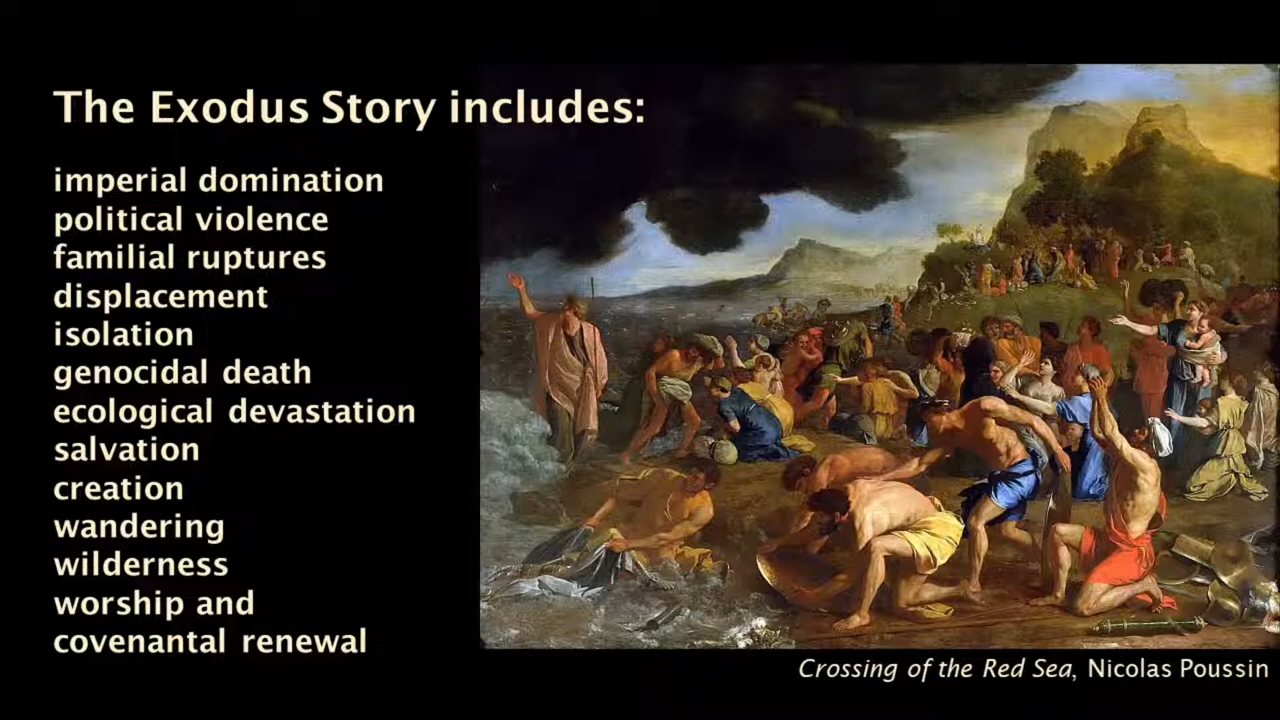 The Exodus Story includes:
imperial domination
political violence
familial ruptures
displacement
isolation
genocidal death
ecological devastation
salvation
creation
wandering
wilderness
worship and
covenantal renewal
Crossing of the Red Sea, Nicolas Poussin